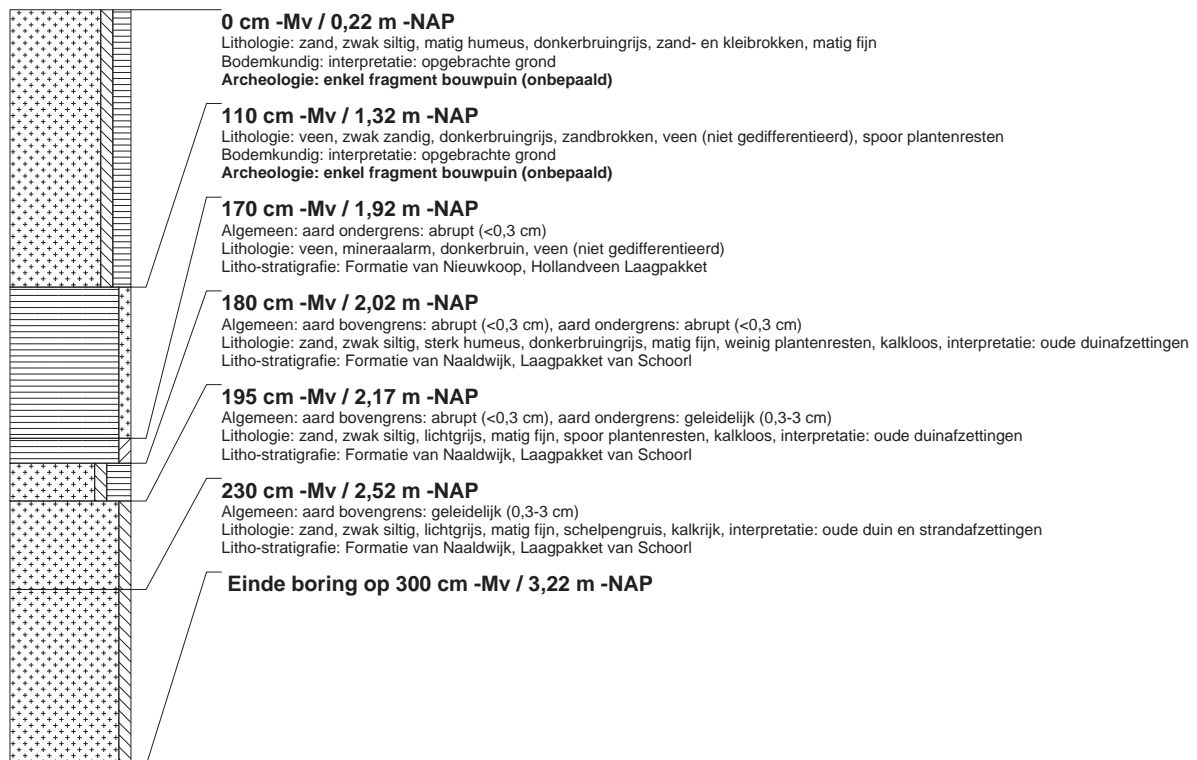 0 cm -Mv / 0,22 m -NAP
Lithologie: zand, zwak siltig, matig humeus, donkerbruingrijs, zand- en kleibrokken, matig fijn
Bodemkundig: interpretatie: opgebrachte grond
Archeologie: enkel fragment bouwpuin (onbepaald)
110 cm -Mv / 1,32 m -NAP
Lithologie: veen, zwak zandig, donkerbruingrijs, zandbrokken, veen (niet gedifferentieerd), spoor plantenresten
Bodemkundig: interpretatie: opgebrachte grond
Archeologie: enkel fragment bouwpuin (onbepaald)
170 cm -Mv / 1,92 m -NAP
Algemeen: aard ondergrens: abrupt (<0,3 cm)
Lithologie: veen, mineraalarm, donkerbruin, veen (niet gedifferentieerd)
Litho-stratigrafie: Formatie van Nieuwkoop, Hollandveen Laagpakket
180 cm -Mv / 2,02 m -NAP
Algemeen: aard bovengrens: abrupt (<0,3 cm), aard ondergrens: abrupt (<0,3 cm)
Lithologie: zand, zwak siltig, sterk humeus, donkerbruingrijs, matig fijn, weinig plantenresten, kalkloos, interpretatie: oude duinafzettingen
Litho-stratigrafie: Formatie van Naaldwijk, Laagpakket van Schoorl
195 cm -Mv / 2,17 m -NAP
Algemeen: aard bovengrens: abrupt (<0,3 cm), aard ondergrens: geleidelijk (0,3-3 cm)
Lithologie: zand, zwak siltig, lichtgrijs, matig fijn, spoor plantenresten, kalkloos, interpretatie: oude duinafzettingen
Litho-stratigrafie: Formatie van Naaldwijk, Laagpakket van Schoorl
230 cm -Mv / 2,52 m -NAP
Algemeen: aard bovengrens: geleidelijk (0,3-3 cm)
Lithologie: zand, zwak siltig, lichtgrijs, matig fijn, schelpengruis, kalkrijk, interpretatie: oude duin en strandafzettingen
Litho-stratigrafie: Formatie van Naaldwijk, Laagpakket van Schoorl
Einde boring op 300 cm -Mv / 3,22 m -NAP